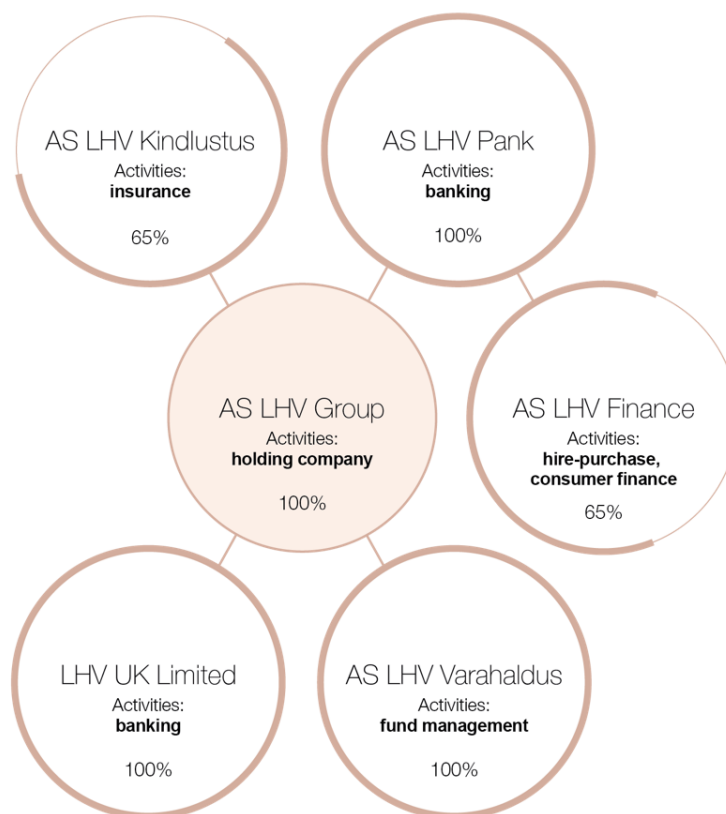 AS LHV Kindlustus
Activities:
insurance
65%
AS LHV Pank
Activities:
banking
100%
AS LHV Group
Activities:
holding company
100%
AS LHV Finance
Activities:
hire-purchase,
consumer finance
65%
LHV UK Limited
Activities:
banking
100%
AS LHV Varahaldus
Activities:
fund management
100%